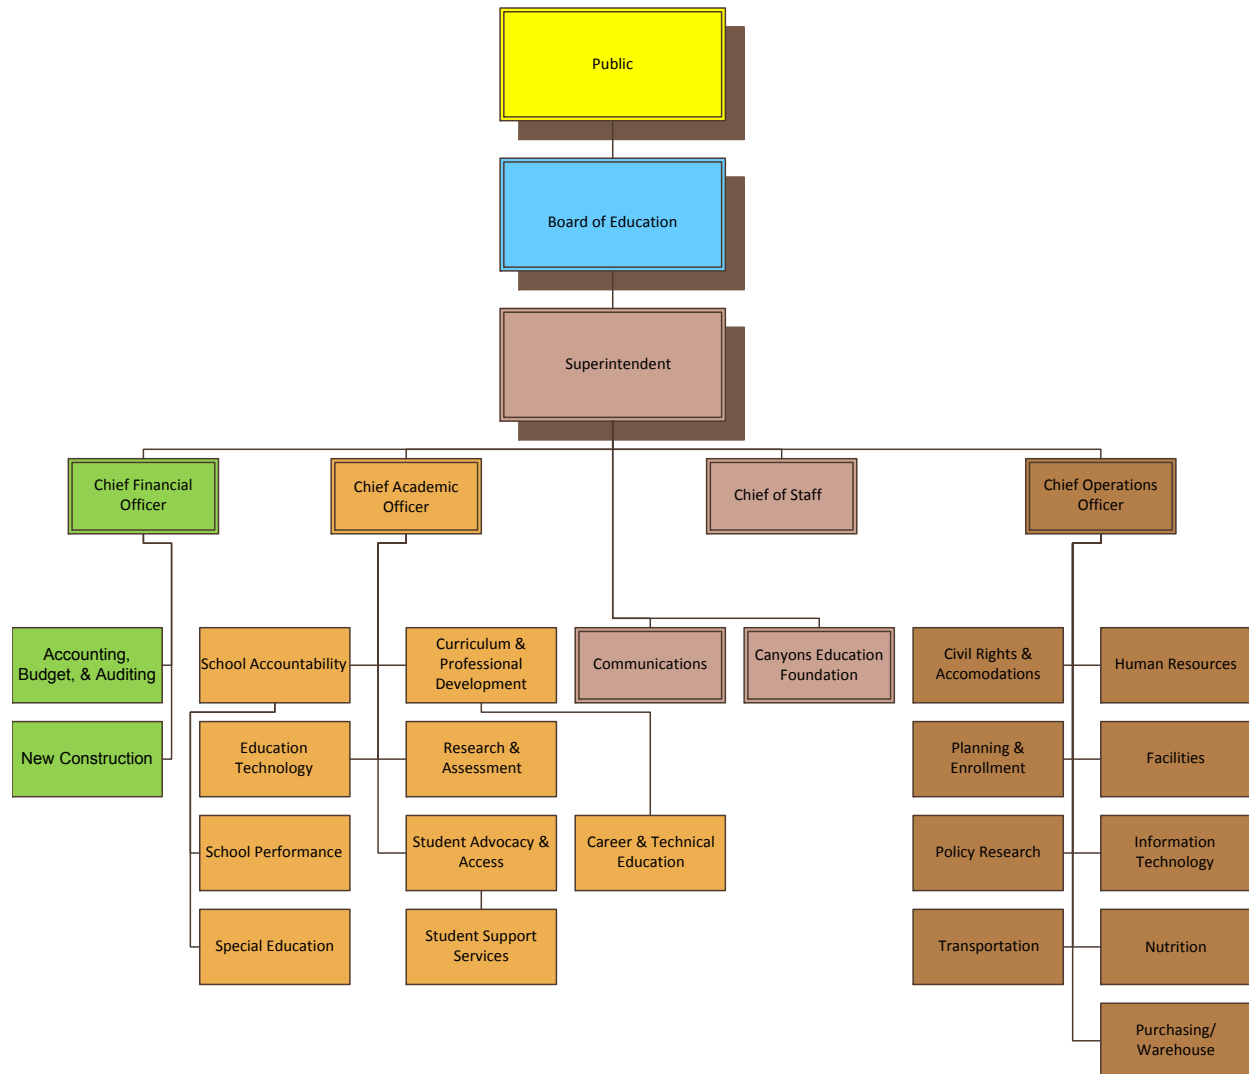 Public
Board of Education
Superintendent
Chief Financial
Officer
Chief Academic
Officer
Chief of Staff
Chief Operations
Officer
Accounting,
Budget, & Auditing
School Accountability
Curriculum &
Professional
Development
Communications
Canyons Education
Foundation
Civil Rights &
Accomodations
Human Resources
New Construction
Education
Technology
Research &
Assessment
Planning &
Enrollment
Facilities
School Performance
Student Advocacy &
Access
Career & Technical
Education
Policy Research
Information
Technology
Special Education
Student Support
Services
Transportation
Nutrition
Purchasing/
Warehouse